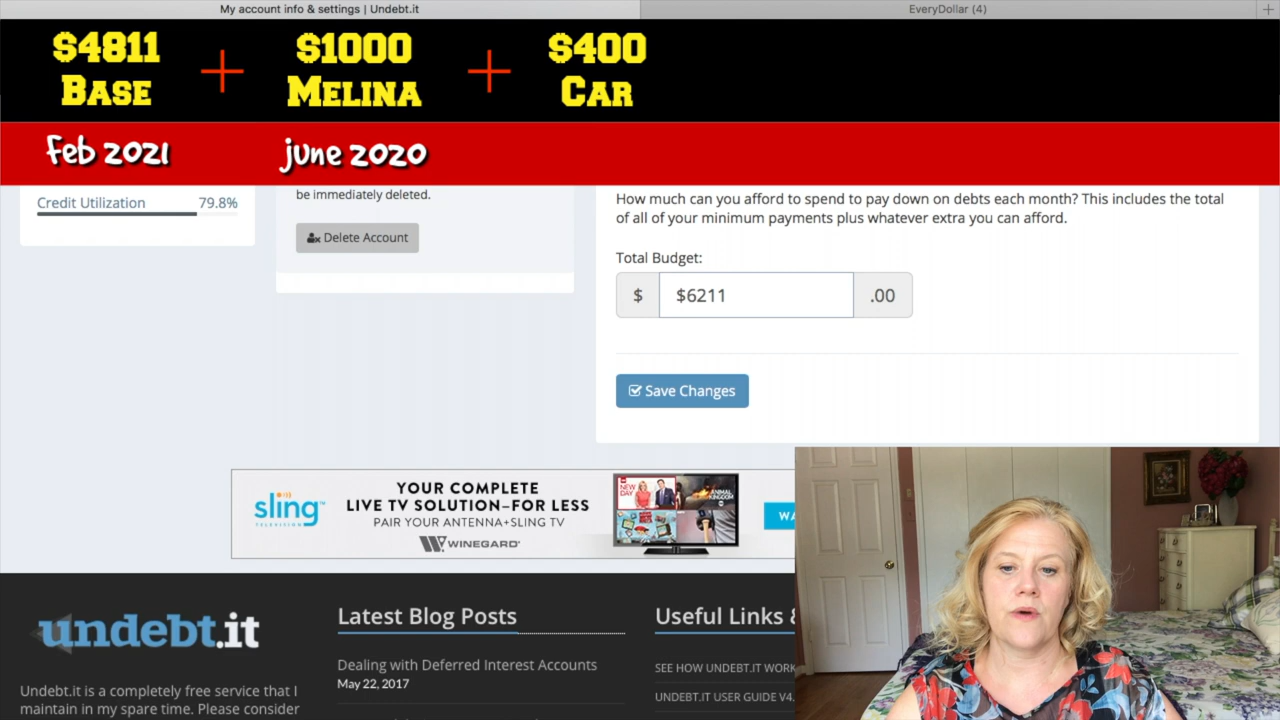 My account info & settings | Undebt.it
EveryDollar (4)
$4811 + $1000 + $400
Base Melina Car
Feb 2021
june 2020
Credit Utilization 79.8%
be immediately deleted.
Delete Account
How much can you afford to spend to pay down on debts each month? This includes the total
of all of your minimum payments plus whatever extra you can afford.
Total Budget:
$ $6211 .00
Save Changes
sling
TELEVISION
YOUR COMPLETE
LIVE TV SOLUTION–FOR LESS
PAIR YOUR ANTENNA+SLING TV
WINEGARD
NEW
DAY
ANIMAL
KINGDOM
WA
undebt.it
Undebt.it is a completely free service that I
maintain in my spare time. Please consider
Latest Blog Posts
Dealing with Deferred Interest Accounts
May 22, 2017
Useful Links &
SEE HOW UNDEBT.IT WORK
UNDEBT.IT USER GUIDE V4.